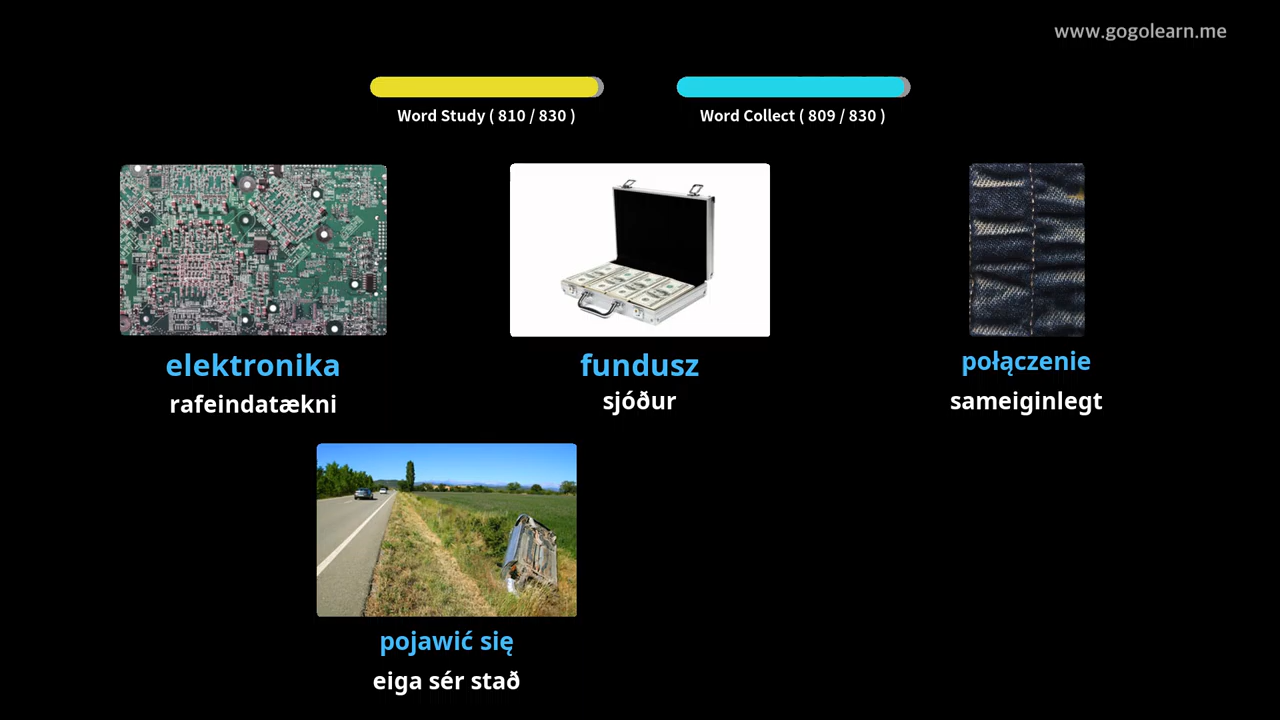 www.gogolearn.me
Word Study ( 810 / 830 )
Word Collect ( 809 / 830 )
elektronika
rafeindatækni
fundusz
sjóður
połączenie
sameiginlegt
pojawić się
eiga sér stað